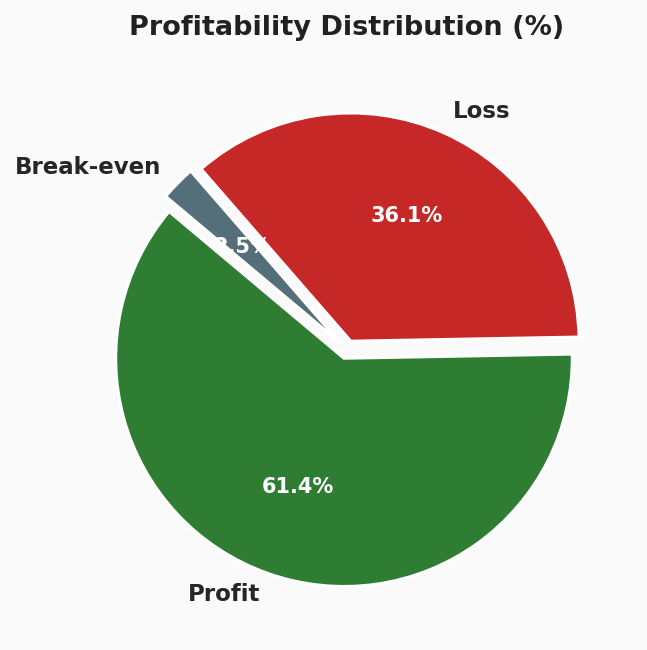 Profitability Distribution (%)
Loss
Break-even
36.1%
61.4%
Profit